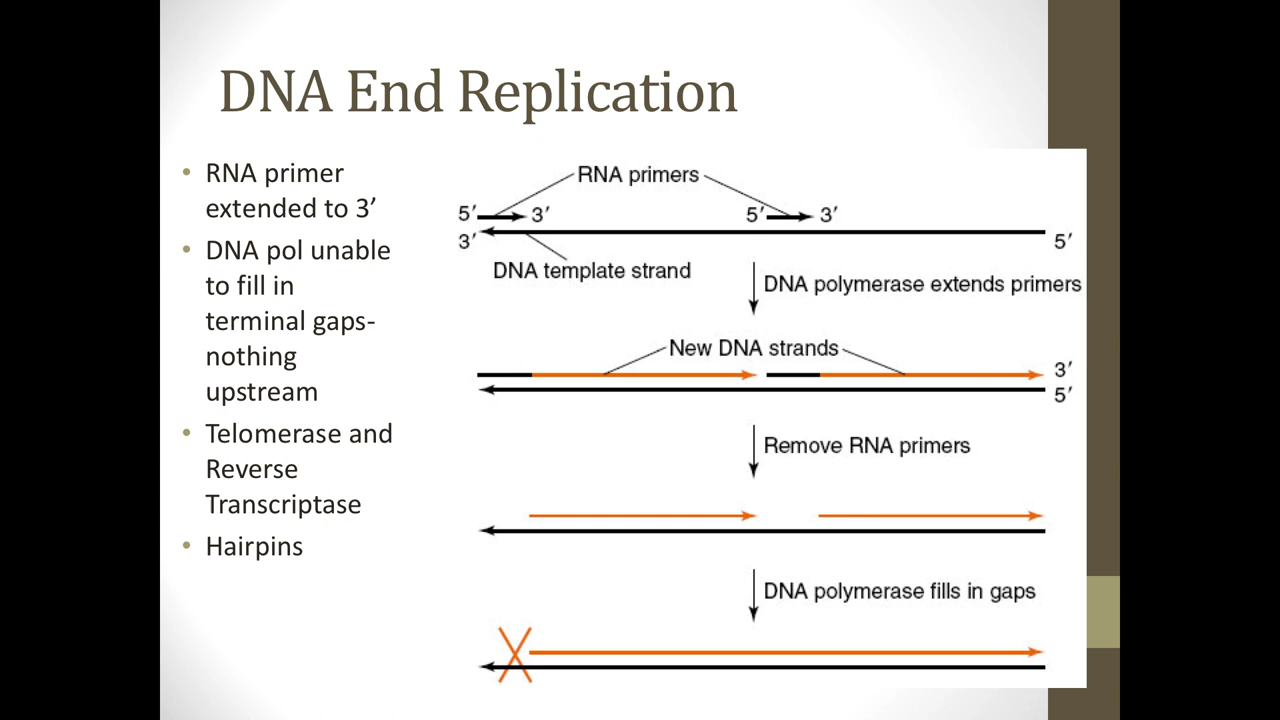 DNA End Replication
• RNA primer
extended to 3’
• DNA pol unable
to fill in
terminal gaps-
nothing
upstream
• Telomerase and
Reverse
Transcriptase
• Hairpins
RNA primers
5′ 3′ 5′ 3′
3′ 5′
DNA template strand
DNA polymerase extends primers
New DNA strands
3′
5′
Remove RNA primers
DNA polymerase fills in gaps